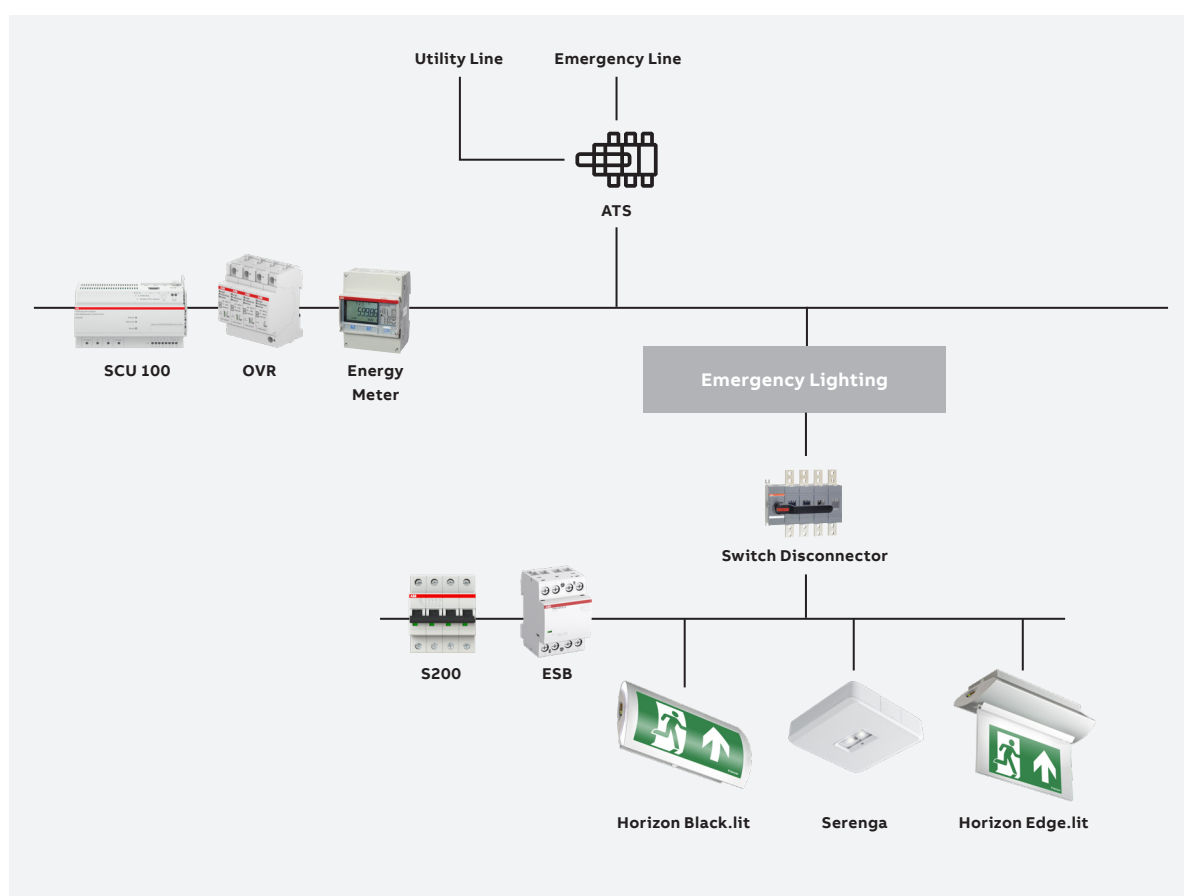 Utility Line
Emergency Line
ATS
SCU 100
OVR
Energy
Meter
Emergency Lighting
Switch Disconnector
S200
ESB
Horizon Black.lit
Serenga
Horizon Edge.lit